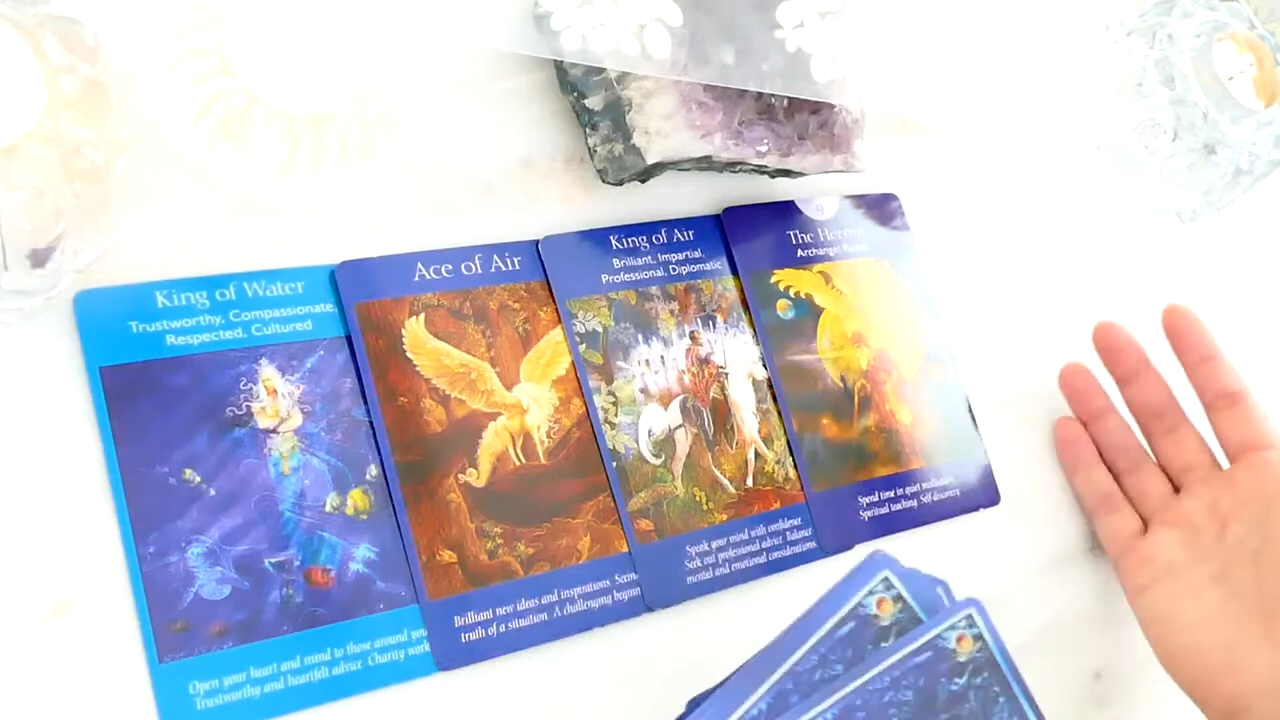 King of Water
Trustworthy, Compassionate,
Respected, Cultured
Open your heart and mind to those around you
Trustworthy and heartfelt advice. Charity work
Ace of Air
Brilliant new ideas and inspirations.
truth of a situation. A challenging
King of Air
Brilliant, Impartial,
Professional, Diplomatic
Speak your mind with confidence
Seek out professional advice. Balance
mental and emotional considerations.
9
The Hermit
Archangel
Spend time in quiet
Spiritual teaching. Self-discovery.